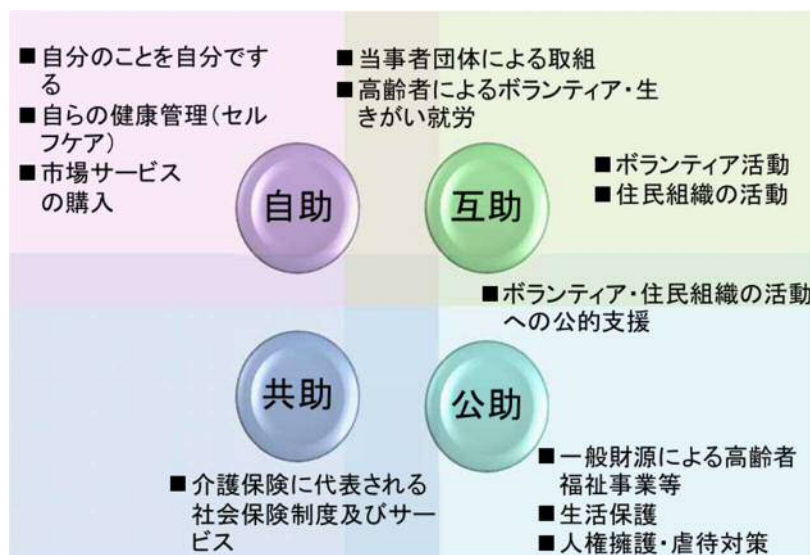 ■自分のことを自分です
る
■自らの健康管理(セル
フケア)
■市場サービス
の購入
■当事者団体による取組
■高齢者によるボランティア・生
きがい就労
自助
互助
■ボランティア活動
■住民組織の活動
■ボランティア・住民組織の活動
への公的支援
共助
公助
■介護保険に代表される
社会保険制度及びサー
ビス
■一般財源による高齢者
福祉事業等
■生活保護
■人権擁護・虐待対策